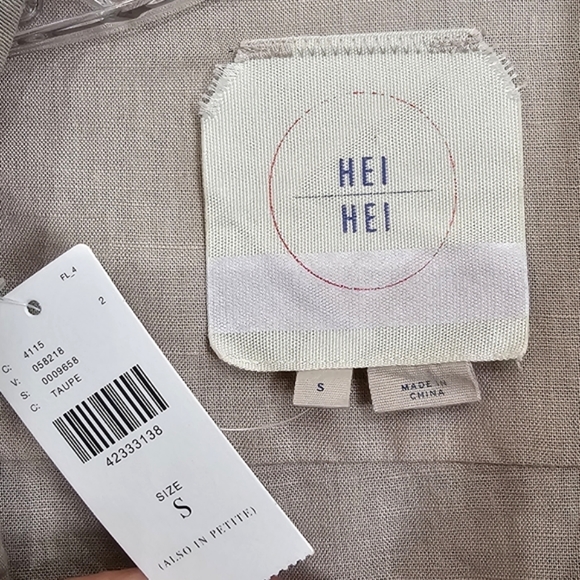 HEI
HEI
S
MADE IN
CHINA
FL_4
2
C: 4115
V: 058218
S: 0009658
C: TAUPE
42333138
SIZE
S
(ALSO IN PETITE)